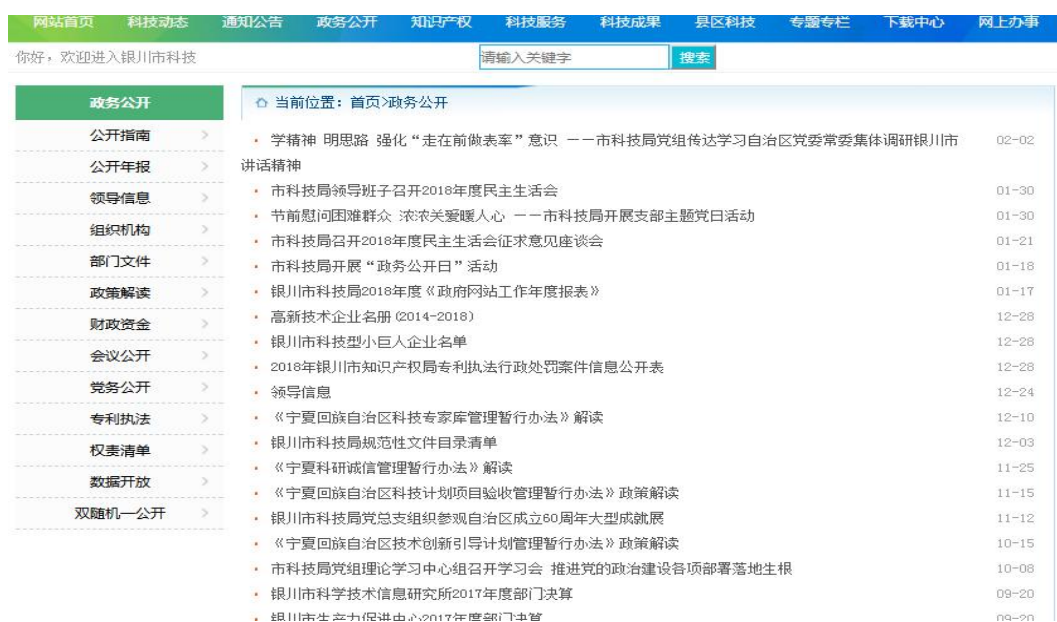 网站首页 科技动态 通知公告 政务公开 知识产权 科技服务 科技成果 县区科技 专题专栏 下载中心 网上办事
你好，欢迎进入银川市科技
请输入关键字 搜索
政务公开
公开指南
公开年报
领导信息
组织机构
部门文件
政策解读
财政资金
会议公开
党务公开
专利执法
权责清单
数据开放
双随机一公开
当前位置：首页>政务公开
学精神 明思路 强化“走在前做表率”意识 ——市科技局党组传达学习自治区党委常委集体调研银川市 02-02
讲话精神
市科技局领导班子召开2018年度民主生活会 01-30
节前慰问困难群众 浓浓关爱暖人心 ——市科技局开展支部主题党日活动 01-30
市科技局召开2018年度民主生活会征求意见座谈会 01-21
市科技局开展“政务公开日”活动 01-18
银川市科技局2018年度《政府网站工作年度报表》 01-17
高新技术企业名册(2014-2018) 12-28
银川市科技型小巨人企业名单 12-28
2018年银川市知识产权局专利执法行政处罚案件信息公开表 12-28
领导信息 12-24
《宁夏回族自治区科技专家库管理暂行办法》解读 12-10
银川市科技局规范性文件目录清单 12-03
《宁夏科研诚信管理暂行办法》解读 11-25
《宁夏回族自治区科技计划项目验收管理暂行办法》政策解读 11-15
银川市科技局党总支组织参观自治区成立60周年大型成就展 11-12
《宁夏回族自治区技术创新引导计划管理暂行办法》政策解读 10-15
市科技局党组理论学习中心组召开学习会 推进党的政治建设各项部署落地生根 10-08
银川市科学技术信息研究所2017年度部门决算 09-20
银川市生产力促进中心2017年度部门决算 09-20